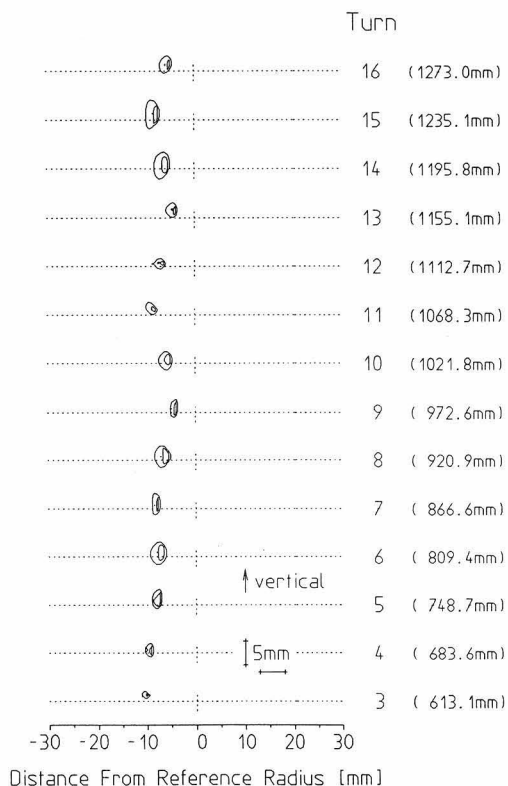 Turn
16 (1273.0mm)
15 (1235.1mm)
14 (1195.8mm)
13 (1155.1mm)
12 (1112.7mm)
11 (1068.3mm)
10 (1021.8mm)
9 ( 972.6mm)
8 ( 920.9mm)
7 ( 866.6mm)
6 ( 809.4mm)
vertical
5 ( 748.7mm)
5mm 4 ( 683.6mm)
3 ( 613.1mm)
-30 -20 -10 0 10 20 30
Distance From Reference Radius [mm]